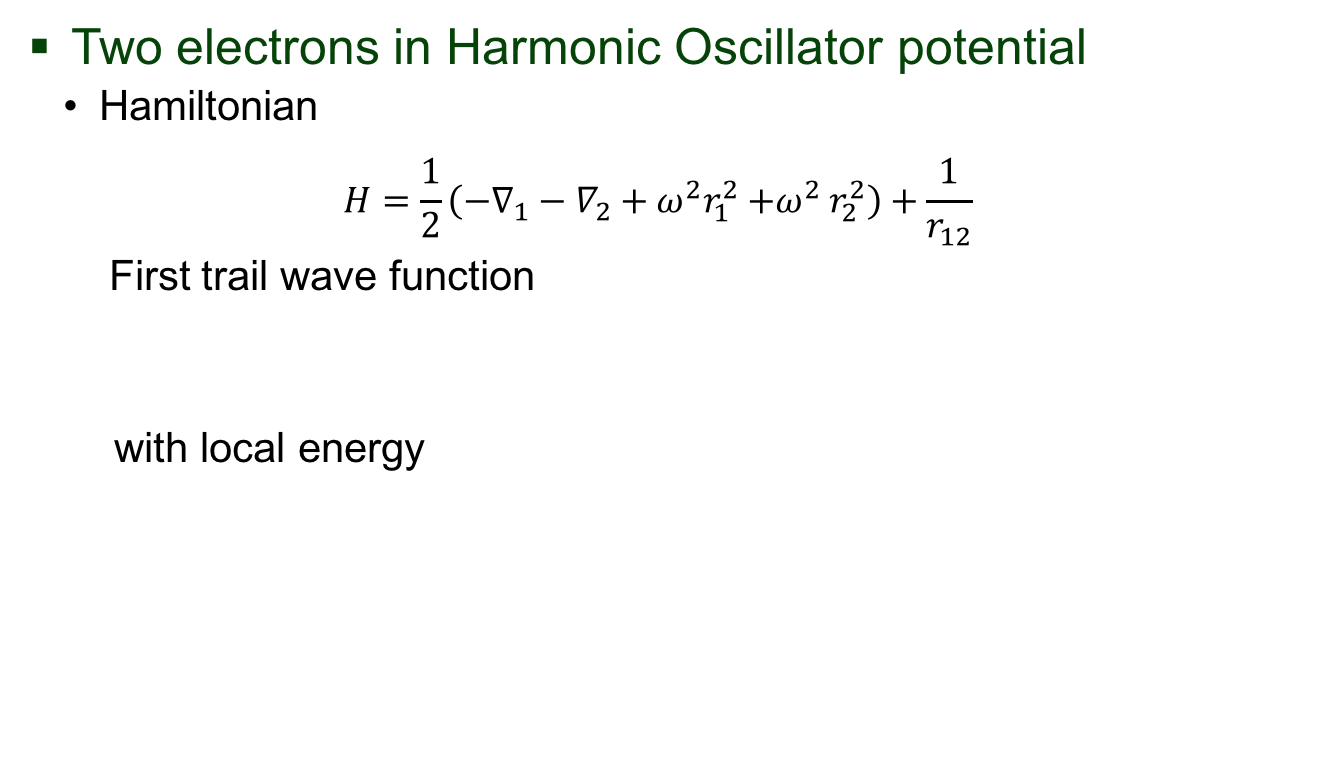 ▪ Two electrons in Harmonic Oscillator potential
• Hamiltonian
𝐻 = 1/2 (−∇₁ − ∇₂ + ω²r₁² +ω² r₂²) + 1/r₁₂
First trail wave function
with local energy